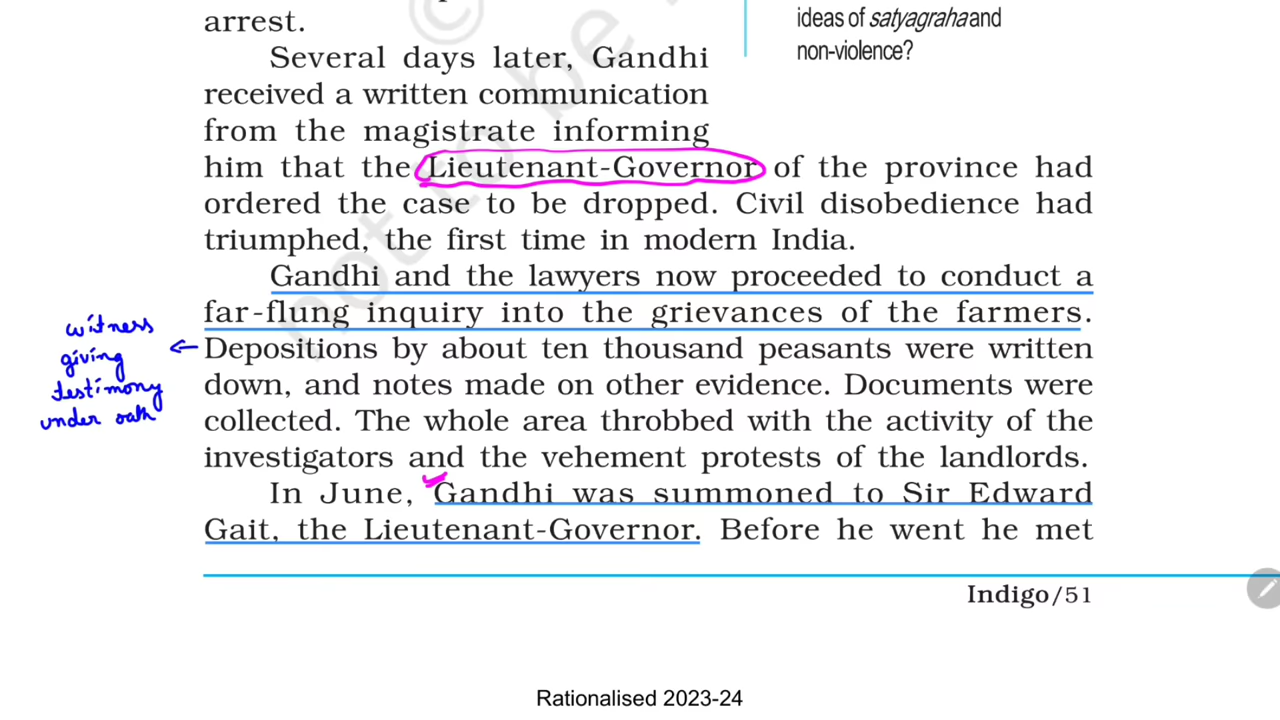 arrest.
Several days later, Gandhi
received a written communication
from the magistrate informing
him that the Lieutenant-Governor of the province had
ordered the case to be dropped. Civil disobedience had
triumphed, the first time in modern India.
Gandhi and the lawyers now proceeded to conduct a
far-flung inquiry into the grievances of the farmers.
Depositions by about ten thousand peasants were written
down, and notes made on other evidence. Documents were
collected. The whole area throbbed with the activity of the
investigators and the vehement protests of the landlords.
In June, Gandhi was summoned to Sir Edward
Gait, the Lieutenant-Governor. Before he went he met
ideas of satyagraha and
non-violence?
witness
giving
testimony
under oath
Indigo/51
Rationalised 2023-24
© not to be